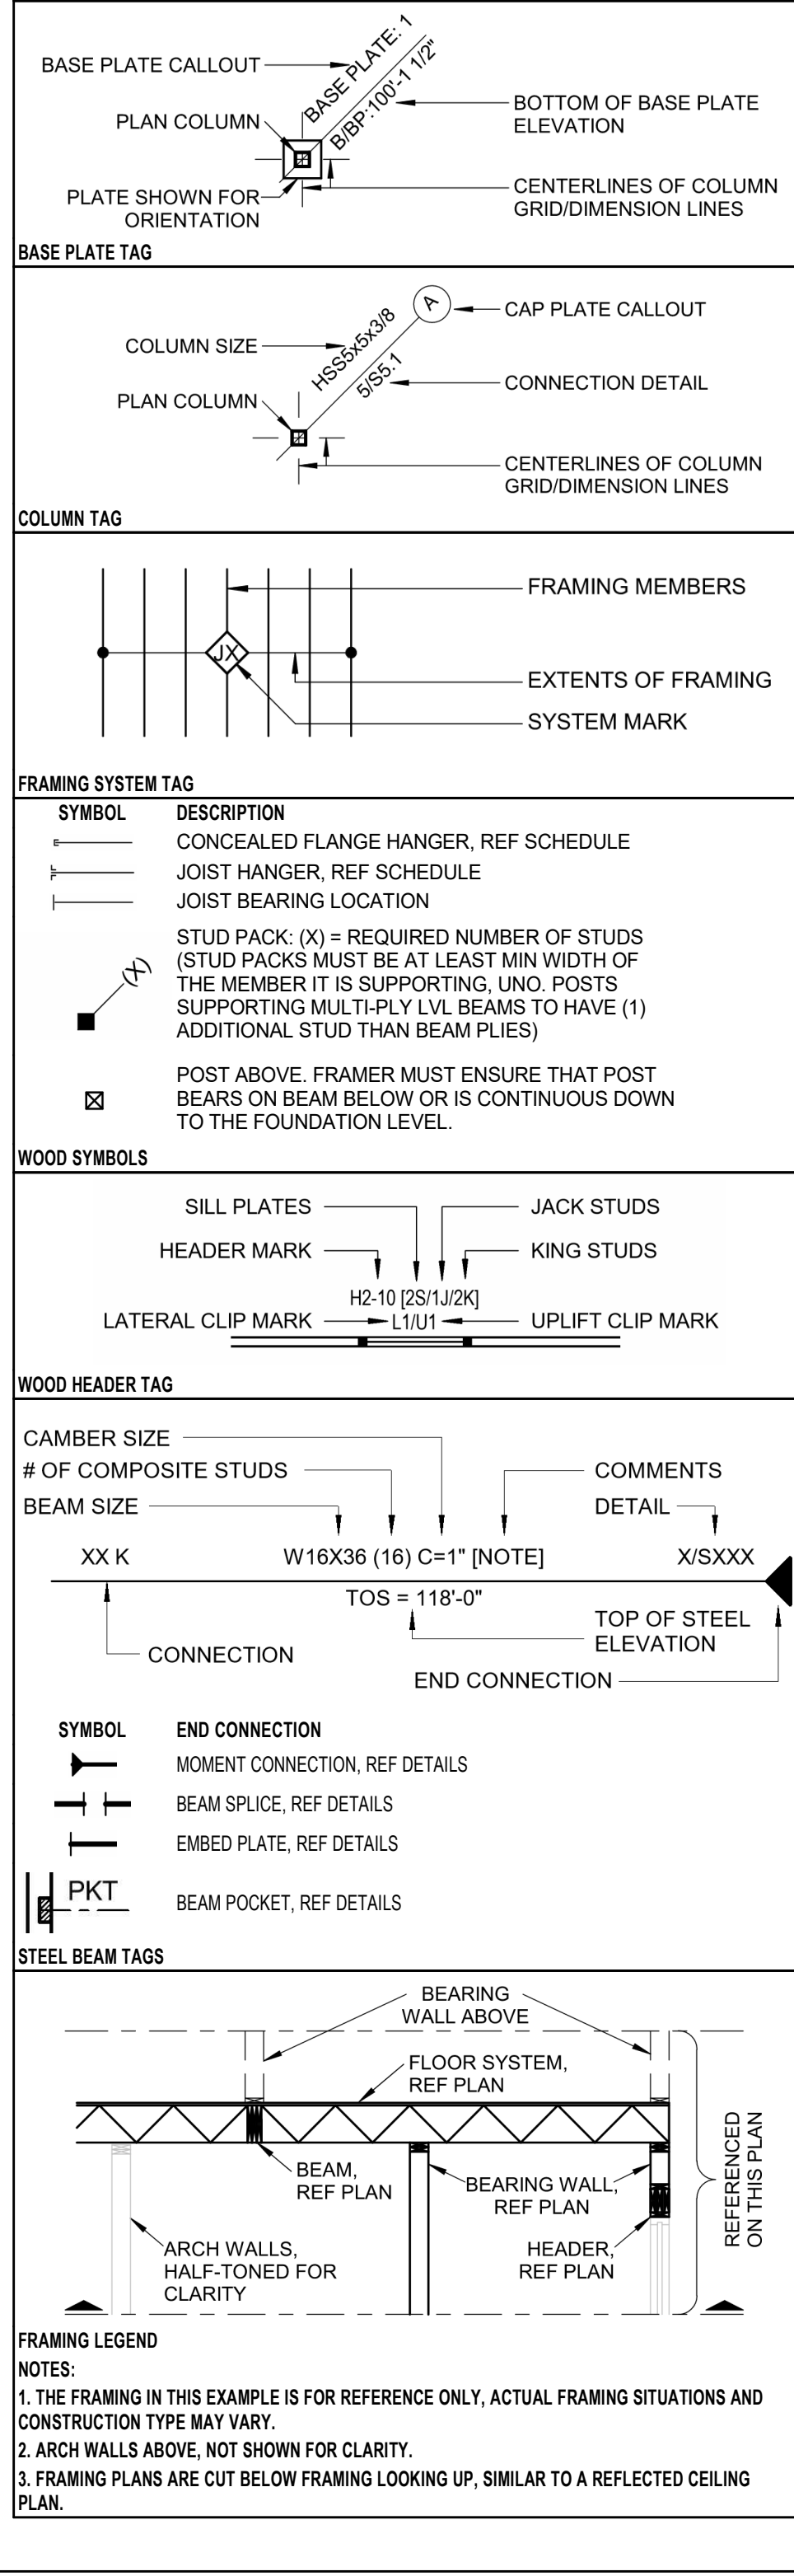 BASE PLATE CALLOUT
BASE PLATE: 1
B/BP:100'-1 1/2"
BOTTOM OF BASE PLATE
ELEVATION
PLAN COLUMN
PLATE SHOWN FOR
ORIENTATION
CENTERLINES OF COLUMN
GRID/DIMENSION LINES
BASE PLATE TAG
A
CAP PLATE CALLOUT
COLUMN SIZE
HSS5x5x3/8
5/S5.1
CONNECTION DETAIL
PLAN COLUMN
CENTERLINES OF COLUMN
GRID/DIMENSION LINES
COLUMN TAG
FRAMING MEMBERS
JX
EXTENTS OF FRAMING
SYSTEM MARK
FRAMING SYSTEM TAG
SYMBOL DESCRIPTION
CONCEALED FLANGE HANGER, REF SCHEDULE
JOIST HANGER, REF SCHEDULE
JOIST BEARING LOCATION
(X)
STUD PACK: (X) = REQUIRED NUMBER OF STUDS
(STUD PACKS MUST BE AT LEAST MIN WIDTH OF
THE MEMBER IT IS SUPPORTING, UNO. POSTS
SUPPORTING MULTI-PLY LVL BEAMS TO HAVE (1)
ADDITIONAL STUD THAN BEAM PLIES)
POST ABOVE. FRAMER MUST ENSURE THAT POST
BEARS ON BEAM BELOW OR IS CONTINUOUS DOWN
TO THE FOUNDATION LEVEL.
WOOD SYMBOLS
SILL PLATES JACK STUDS
HEADER MARK KING STUDS
H2-10 [2S/1J/2K]
LATERAL CLIP MARK L1/U1 UPLIFT CLIP MARK
WOOD HEADER TAG
CAMBER SIZE
# OF COMPOSITE STUDS COMMENTS
BEAM SIZE DETAIL
XX K W16X36 (16) C=1" [NOTE] X/SXXX
TOS = 118'-0"
TOP OF STEEL
ELEVATION
CONNECTION
END CONNECTION
SYMBOL END CONNECTION
MOMENT CONNECTION, REF DETAILS
BEAM SPLICE, REF DETAILS
EMBED PLATE, REF DETAILS
PKT BEAM POCKET, REF DETAILS
STEEL BEAM TAGS
BEARING
WALL ABOVE
FLOOR SYSTEM,
REF PLAN
BEAM,
REF PLAN
BEARING WALL,
REF PLAN
ARCH WALLS,
HALF-TONED FOR
CLARITY
HEADER,
REF PLAN
REFERENCED
ON THIS PLAN
FRAMING LEGEND
NOTES:
1. THE FRAMING IN THIS EXAMPLE IS FOR REFERENCE ONLY, ACTUAL FRAMING SITUATIONS AND
CONSTRUCTION TYPE MAY VARY.
2. ARCH WALLS ABOVE, NOT SHOWN FOR CLARITY.
3. FRAMING PLANS ARE CUT BELOW FRAMING LOOKING UP, SIMILAR TO A REFLECTED CEILING
PLAN.